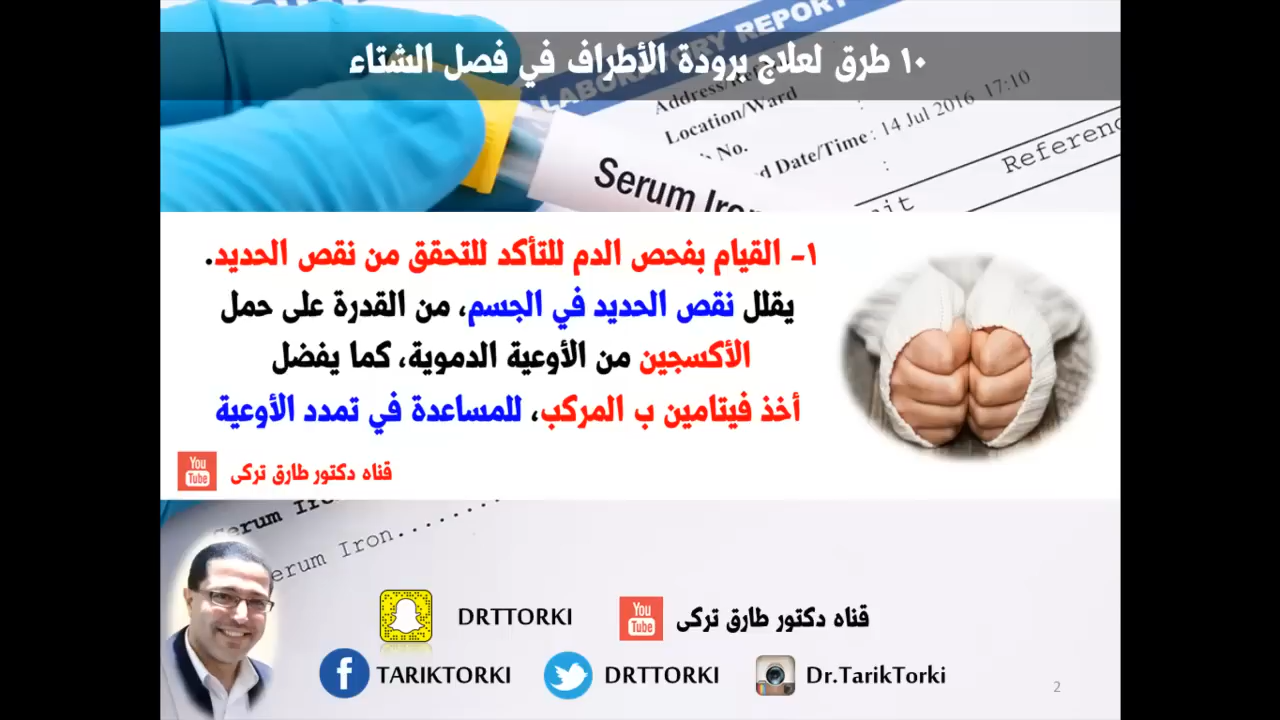 LABORATORY REPORT
١٠ طرق لعلاج برودة الأطراف في فصل الشتاء
Location/Ward :
No.
Date/Time : 14 Jul 2016 17:10
Serum Iron
١- القيام بفحص الدم للتأكد للتحقق من نقص الحديد.
يقلل نقص الحديد في الجسم، من القدرة على حمل
الأكسجين من الأوعية الدموية، كما يفضل
أخذ فيتامين ب المركب، للمساعدة في تمدد الأوعية
You Tube
قناه دكتور طارق تركى
Serum Iron.......
DRTTORKI
You Tube
قناه دكتور طارق تركى
TARIKTORKI
DRTTORKI
Dr.TarikTorki
2